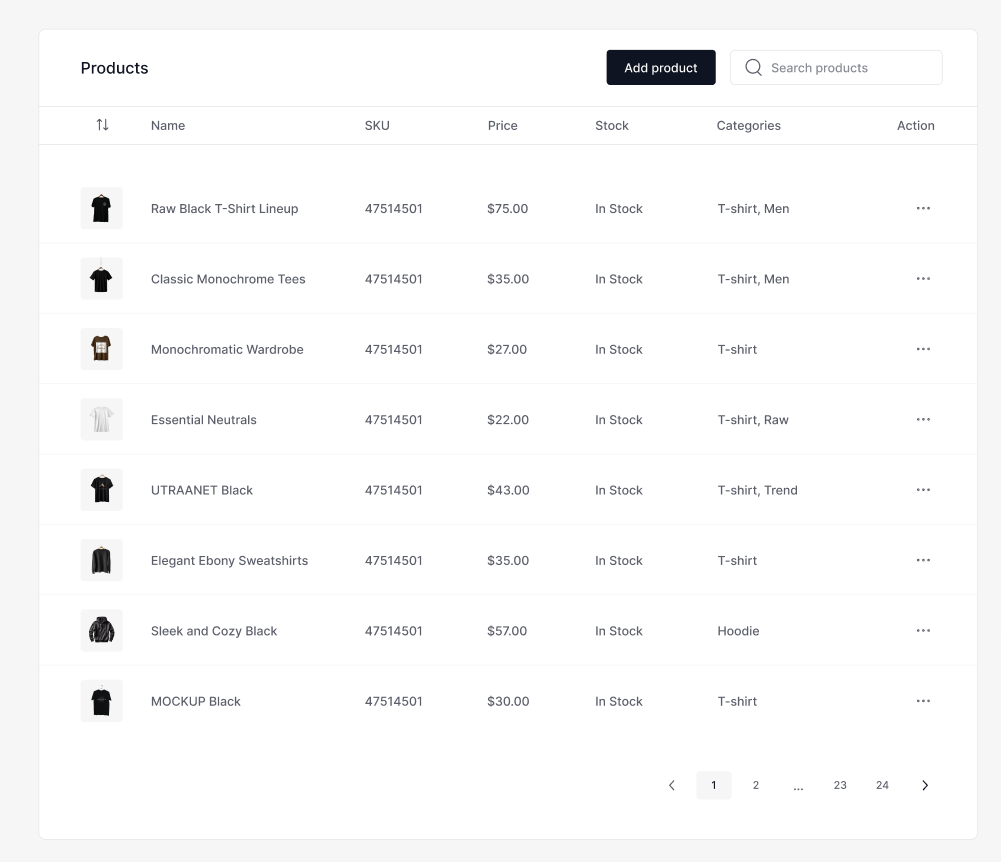 Products
Add product
Search products
Name SKU Price Stock Categories Action
Raw Black T-Shirt Lineup 47514501 $75.00 In Stock T-shirt, Men
Classic Monochrome Tees 47514501 $35.00 In Stock T-shirt, Men
Monochromatic Wardrobe 47514501 $27.00 In Stock T-shirt
Essential Neutrals 47514501 $22.00 In Stock T-shirt, Raw
UTRAANET Black 47514501 $43.00 In Stock T-shirt, Trend
Elegant Ebony Sweatshirts 47514501 $35.00 In Stock T-shirt
Sleek and Cozy Black 47514501 $57.00 In Stock Hoodie
MOCKUP Black 47514501 $30.00 In Stock T-shirt
1 2 ... 23 24